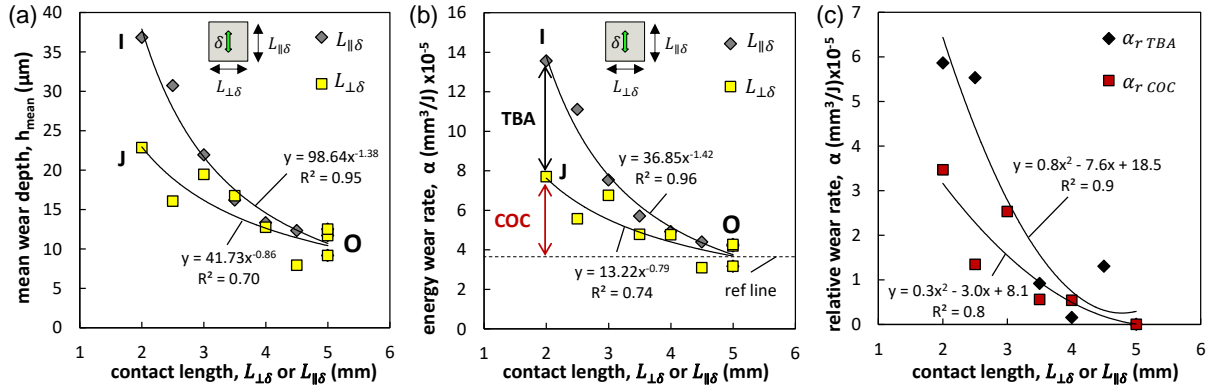 (a)
mean wear depth, h_mean (µm)
40
35
30
25
20
15
10
5
0
1 2 3 4 5 6
contact length, L⊥δ or L∥δ (mm)
I
J
O
δ
L∥δ
L⊥δ
L∥δ
L⊥δ
y = 98.64x^-1.38
R² = 0.95
y = 41.73x^-0.86
R² = 0.70
(b)
energy wear rate, α (mm³/J) x10⁻⁵
16
14
12
10
8
6
4
2
0
1 2 3 4 5 6
contact length, L⊥δ or L∥δ (mm)
I
J
O
TBA
COC
δ
L∥δ
L⊥δ
L∥δ
L⊥δ
y = 36.85x^-1.42
R² = 0.96
y = 13.22x^-0.79
R² = 0.74
ref line
(c)
relative wear rate, α (mm³/J)x10⁻⁵
7
6
5
4
3
2
1
0
1 2 3 4 5 6
contact length, L⊥δ or L∥δ (mm)
α_r TBA
α_r COC
y = 0.8x² - 7.6x + 18.5
R² = 0.9
y = 0.3x² - 3.0x + 8.1
R² = 0.8